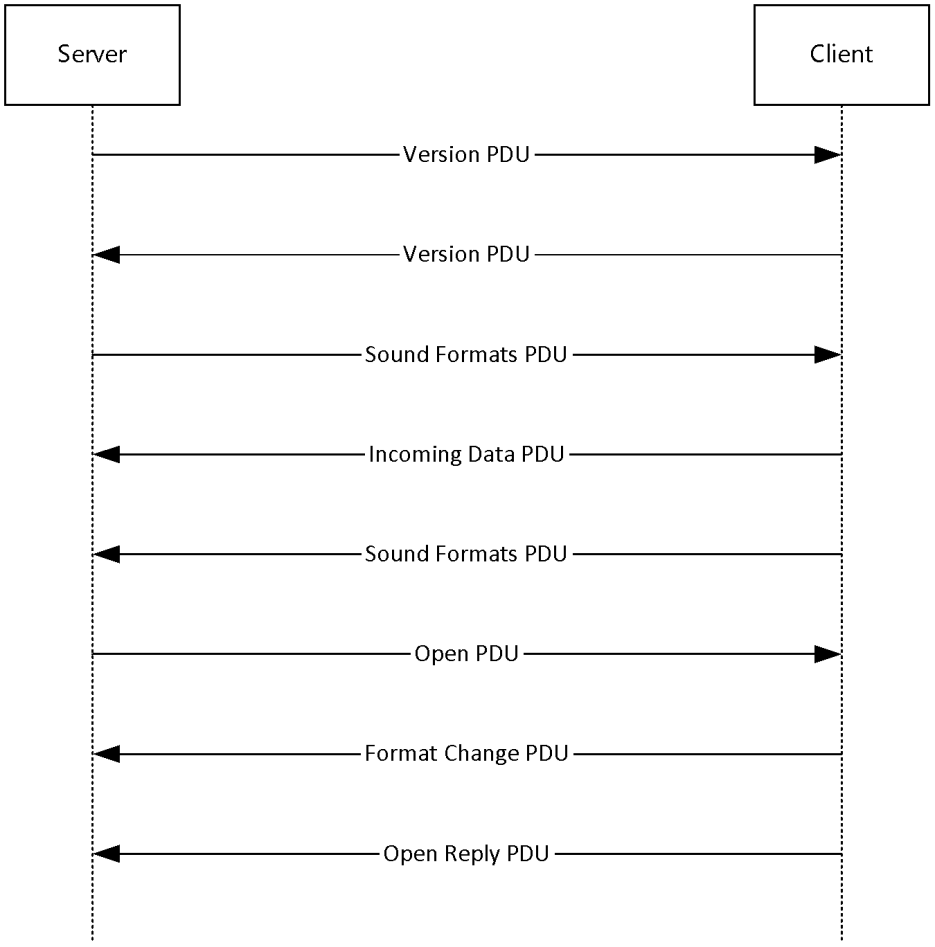 Server
Client
Version PDU
Version PDU
Sound Formats PDU
Incoming Data PDU
Sound Formats PDU
Open PDU
Format Change PDU
Open Reply PDU